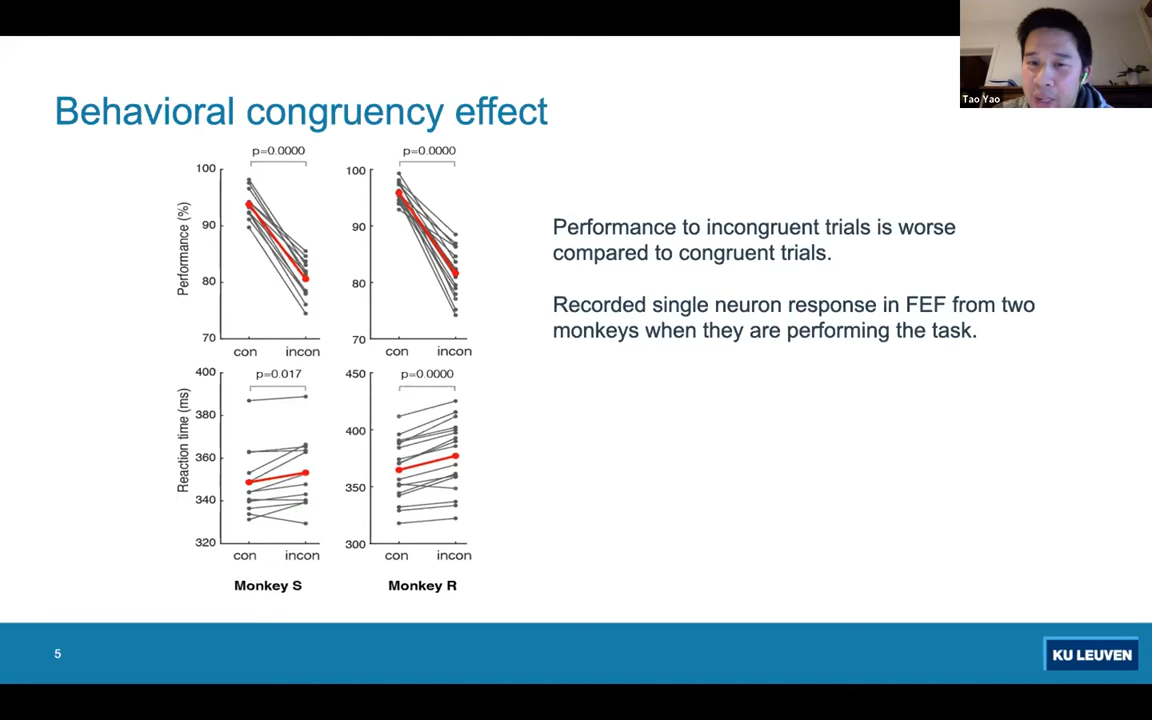 Tao Yao
Behavioral congruency effect
p=0.0000
p=0.0000
100
90
80
70
Performance (%)
con
incon
100
90
80
70
con
incon
Performance to incongruent trials is worse
compared to congruent trials.
Recorded single neuron response in FEF from two
monkeys when they are performing the task.
p=0.017
p=0.0000
400
380
360
340
320
Reaction time (ms)
con
incon
450
400
350
300
con
incon
Monkey S
Monkey R
5
KU LEUVEN